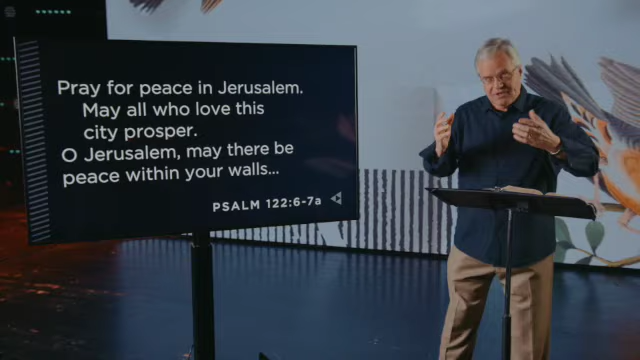 Pray for peace in Jerusalem.
May all who love this
city prosper.
O Jerusalem, may there be
peace within your walls...
PSALM 122:6-7a